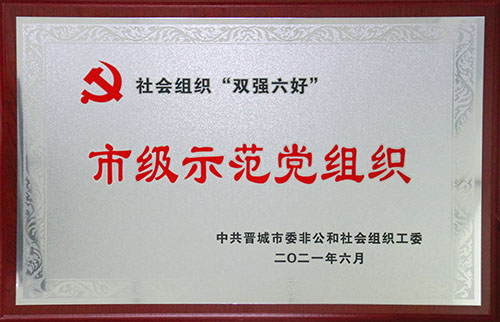 社会组织“双强六好”
市级示范党组织
中共晋城市委非公和社会组织工委
二〇二一年六月